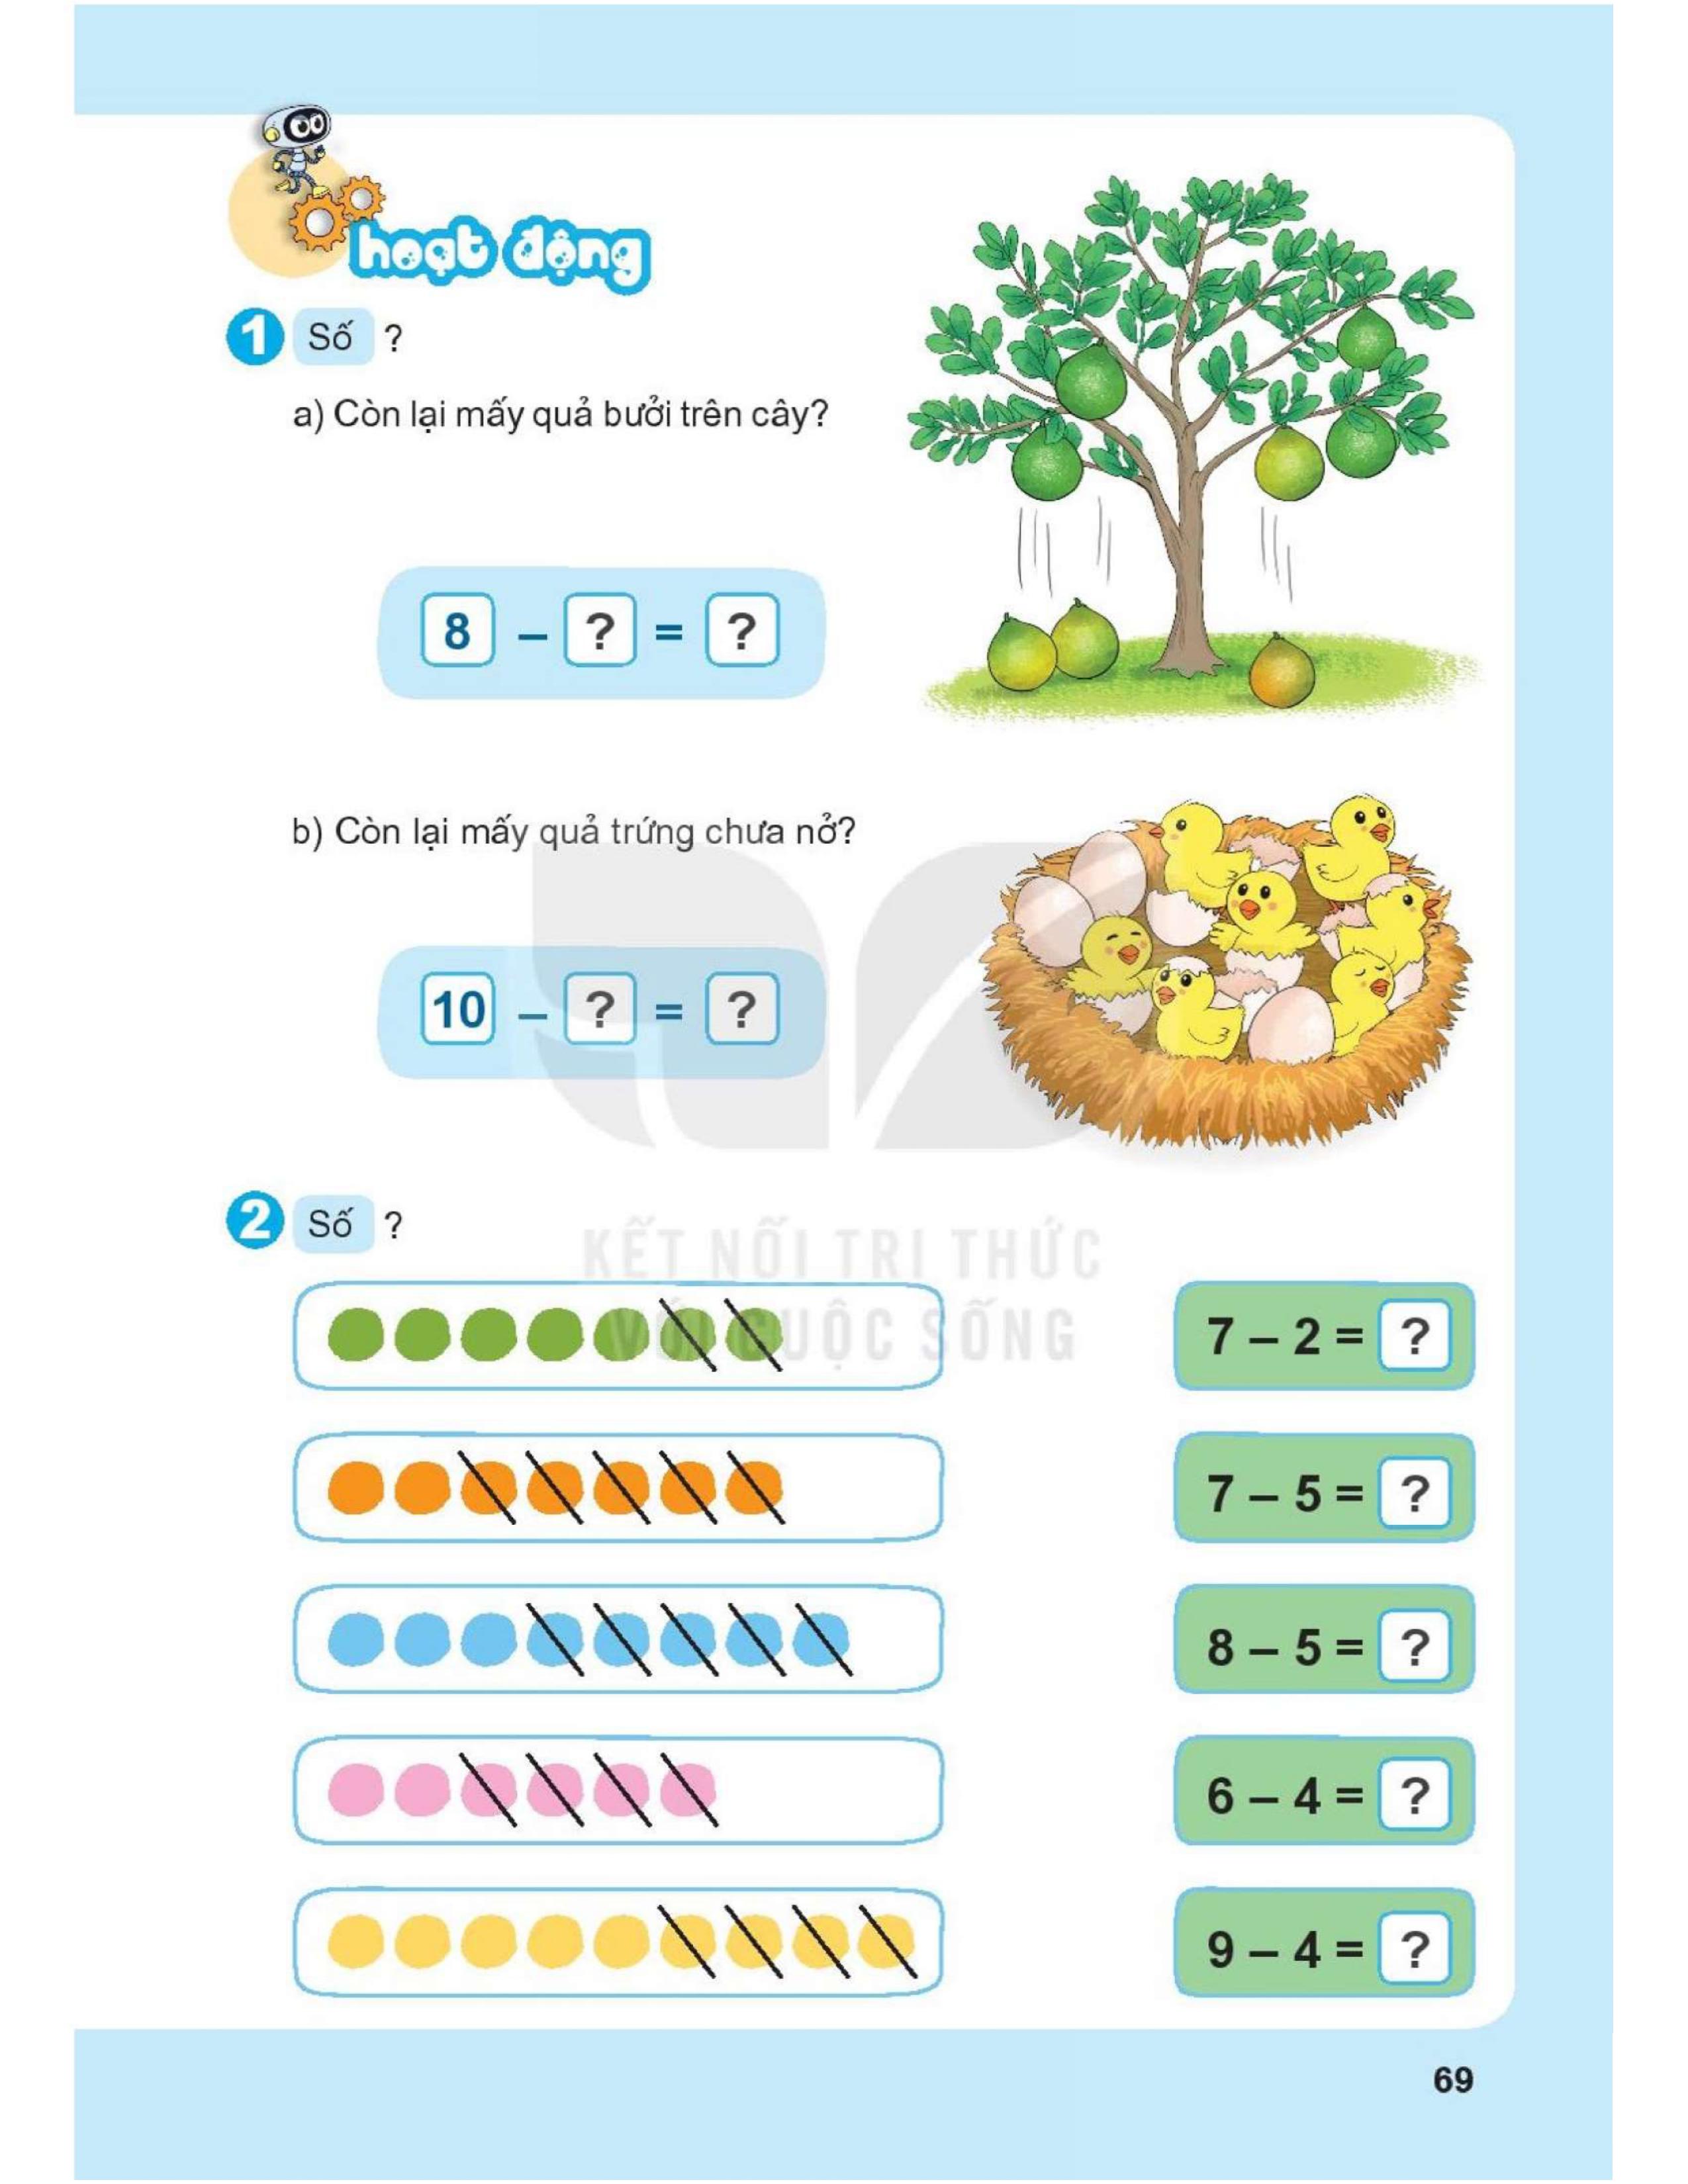 hoạt động
1 Số ?
a) Còn lại mấy quả bưởi trên cây?
8 – ? = ?
b) Còn lại mấy quả trứng chưa nở?
10 – ? = ?
2 Số ?
KẾT NỐI TRI THỨC
VỚI CUỘC SỐNG
7 – 2 = ?
7 – 5 = ?
8 – 5 = ?
6 – 4 = ?
9 – 4 = ?
69